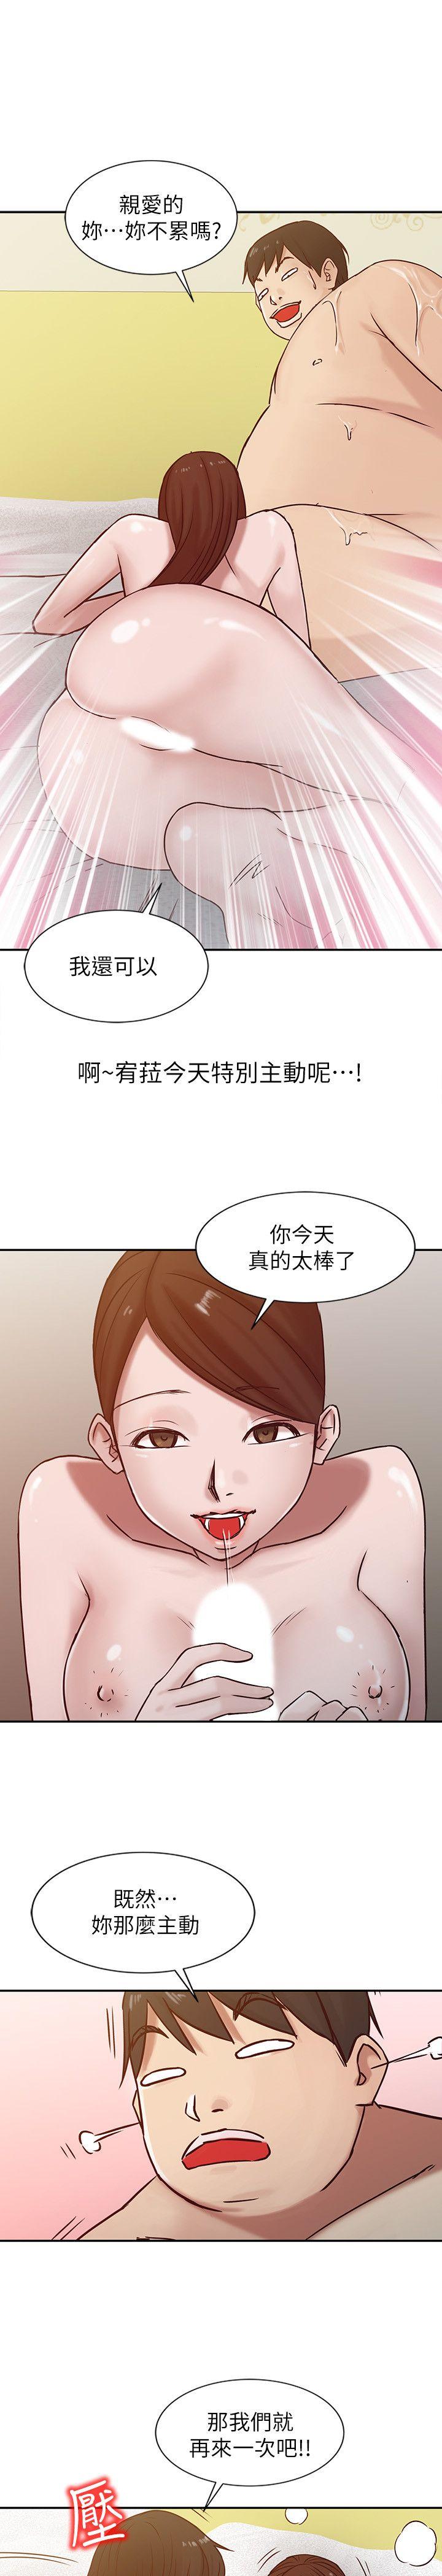 親愛的
妳⋯妳不累嗎?
我還可以
啊~宥菈今天特別主動呢⋯!
你今天
真的太棒了
既然⋯
妳那麼主動
那我們就
再來一次吧!!
壓